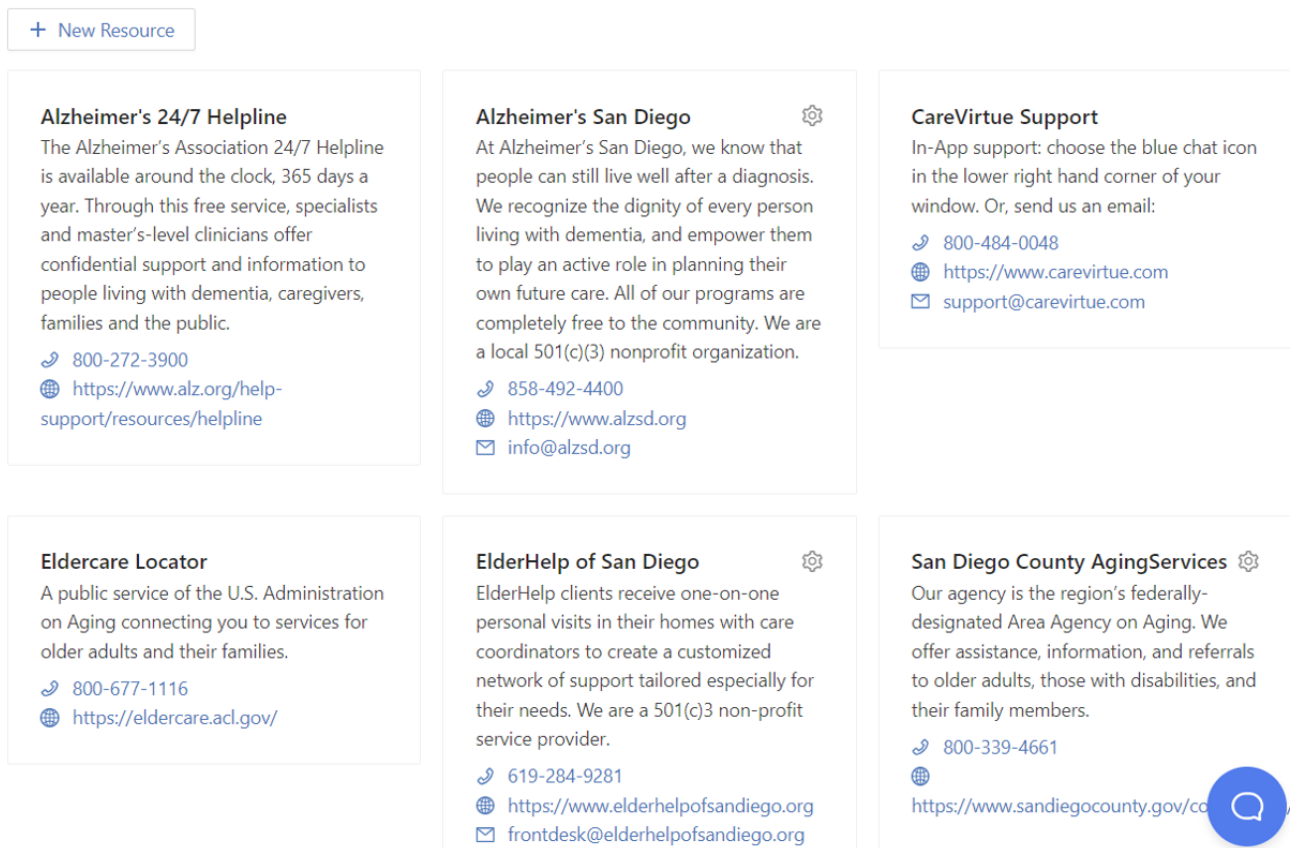 + New Resource
Alzheimer's 24/7 Helpline
The Alzheimer’s Association 24/7 Helpline
is available around the clock, 365 days a
year. Through this free service, specialists
and master’s-level clinicians offer
confidential support and information to
people living with dementia, caregivers,
families and the public.
800-272-3900
https://www.alz.org/help-
support/resources/helpline
Alzheimer's San Diego
At Alzheimer’s San Diego, we know that
people can still live well after a diagnosis.
We recognize the dignity of every person
living with dementia, and empower them
to play an active role in planning their
own future care. All of our programs are
completely free to the community. We are
a local 501(c)(3) nonprofit organization.
858-492-4400
https://www.alzsd.org
info@alzsd.org
CareVirtue Support
In-App support: choose the blue chat icon
in the lower right hand corner of your
window. Or, send us an email:
800-484-0048
https://www.carevirtue.com
support@carevirtue.com
Eldercare Locator
A public service of the U.S. Administration
on Aging connecting you to services for
older adults and their families.
800-677-1116
https://eldercare.acl.gov/
ElderHelp of San Diego
ElderHelp clients receive one-on-one
personal visits in their homes with care
coordinators to create a customized
network of support tailored especially for
their needs. We are a 501(c)3 non-profit
service provider.
619-284-9281
https://www.elderhelpofsandiego.org
frontdesk@elderhelpofsandiego.org
San Diego County AgingServices
Our agency is the region’s federally-
designated Area Agency on Aging. We
offer assistance, information, and referrals
to older adults, those with disabilities, and
their family members.
800-339-4661
https://www.sandiegocounty.gov/co